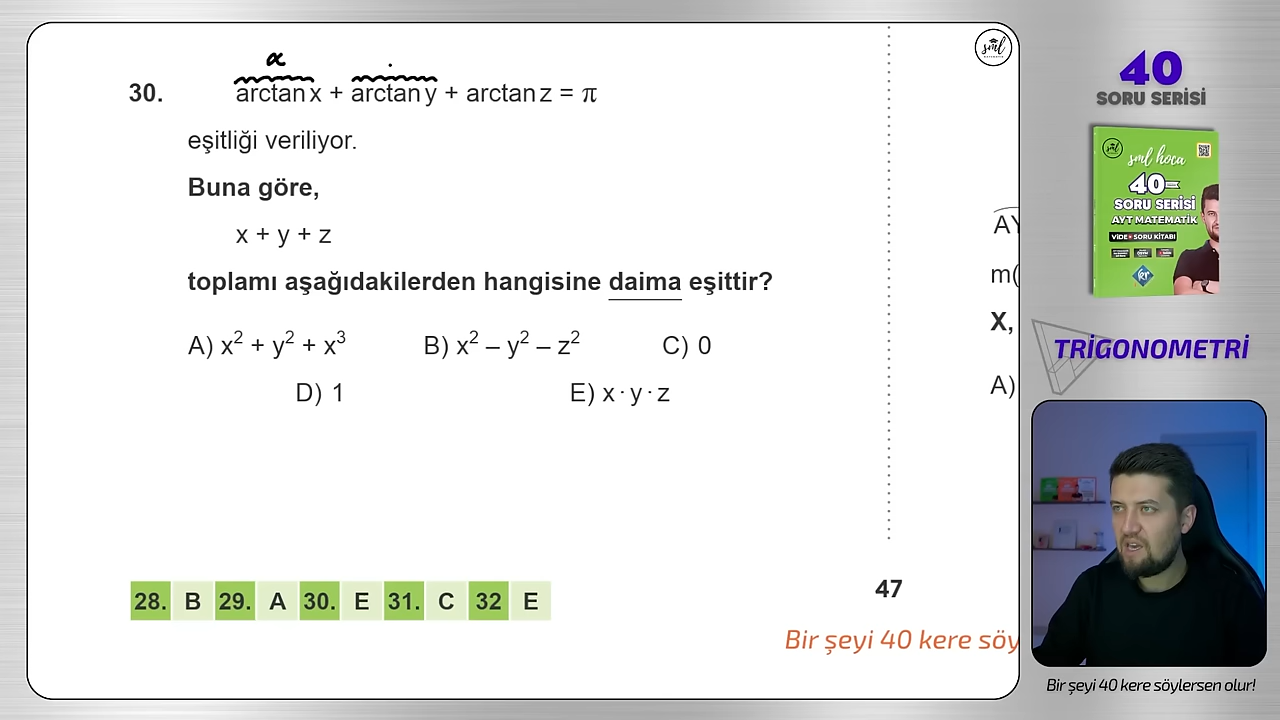 α
30. arctan x + arctan y + arctan z = π
eşitliği veriliyor.
Buna göre,
x + y + z
toplamı aşağıdakilerden hangisine daima eşittir?
A) x² + y² + x³ B) x² – y² – z² C) 0
D) 1 E) x · y · z
28. B 29. A 30. E 31. C 32 E
47
Bir şeyi 40 kere söy
AY
m(
X,
A)
sml
40
SORU SERİSİ
sml hoca
40
SORU SERİSİ
AYT MATEMATİK
VİDEO SORU KİTABI
TRİGONOMETRİ
Bir şeyi 40 kere söylersen olur!